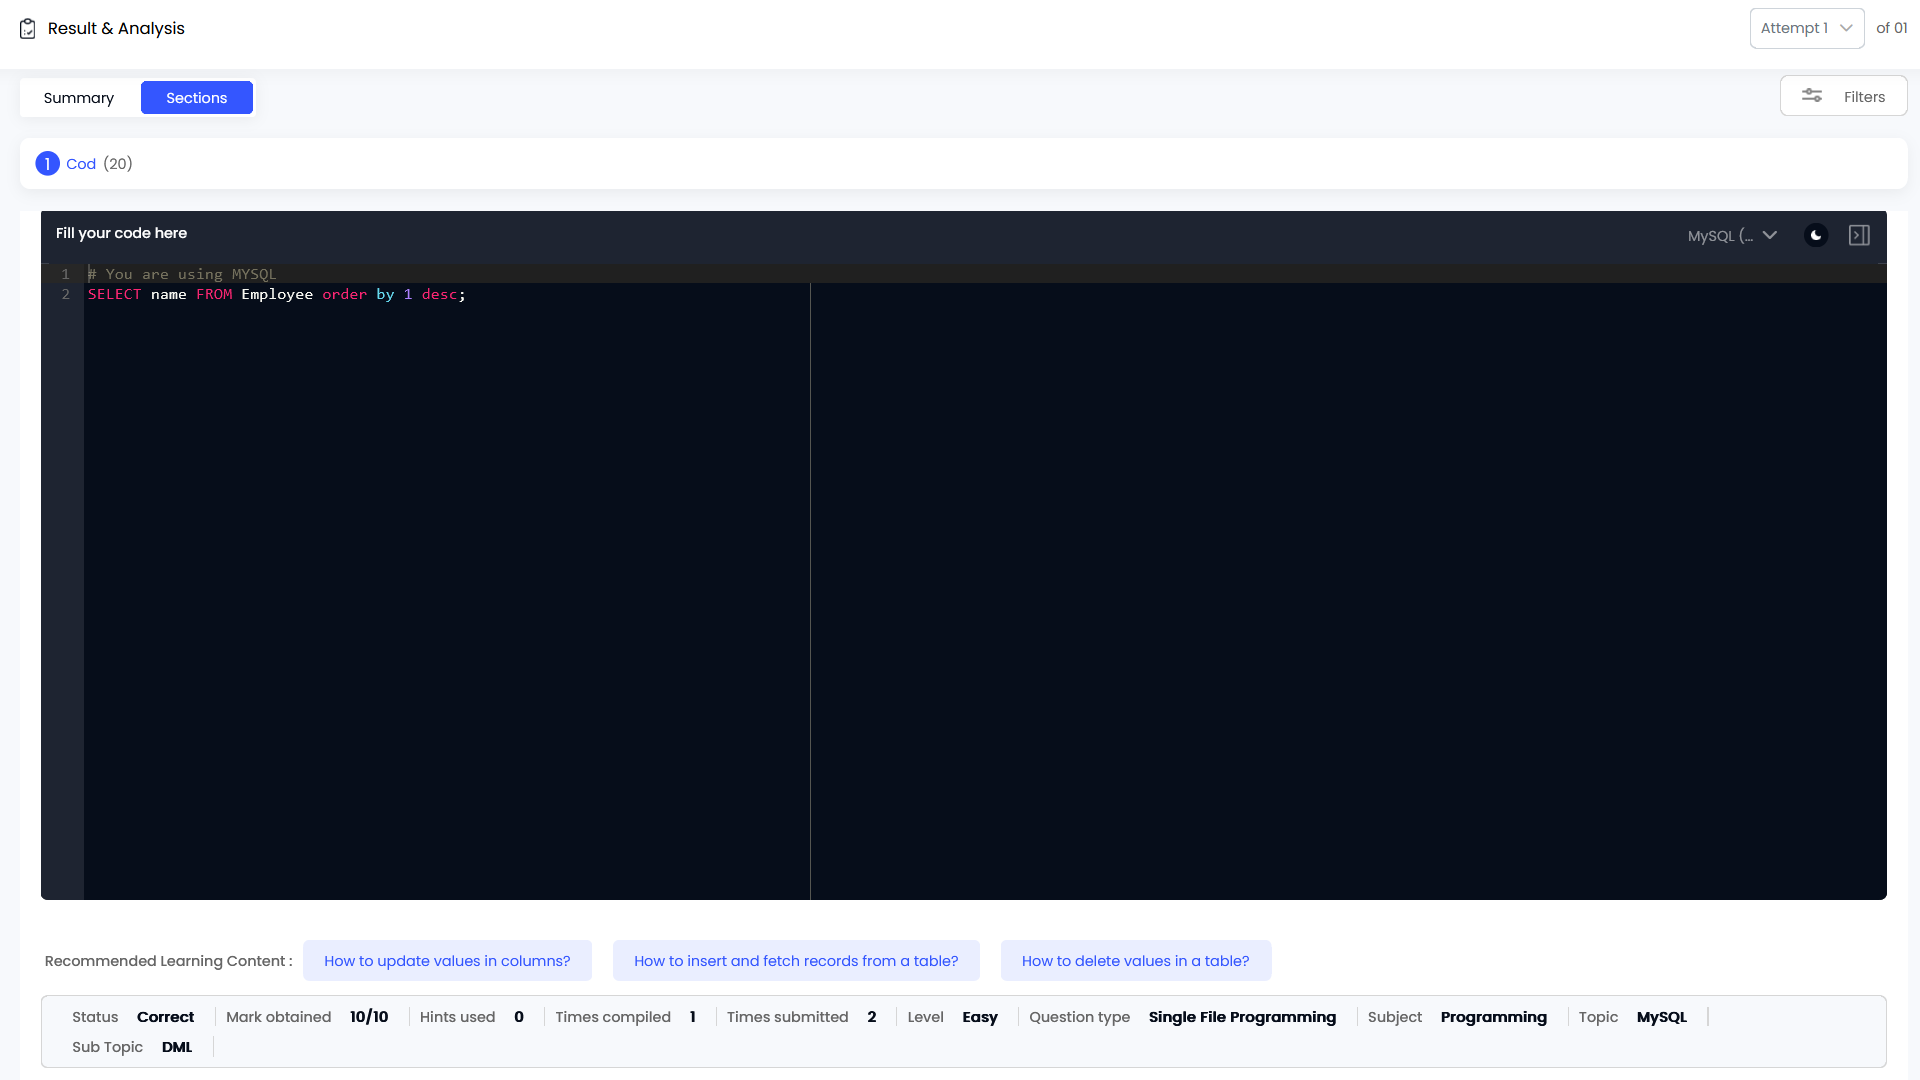 Result & Analysis
Attempt 1 of 01
Summary Sections Filters
1 Cod (20)
Fill your code here MySQL (...
1 # You are using MYSQL
2 SELECT name FROM Employee order by 1 desc;
Recommended Learning Content : How to update values in columns? How to insert and fetch records from a table? How to delete values in a table?
Status Correct Mark obtained 10/10 Hints used 0 Times compiled 1 Times submitted 2 Level Easy Question type Single File Programming Subject Programming Topic MySQL
Sub Topic DML